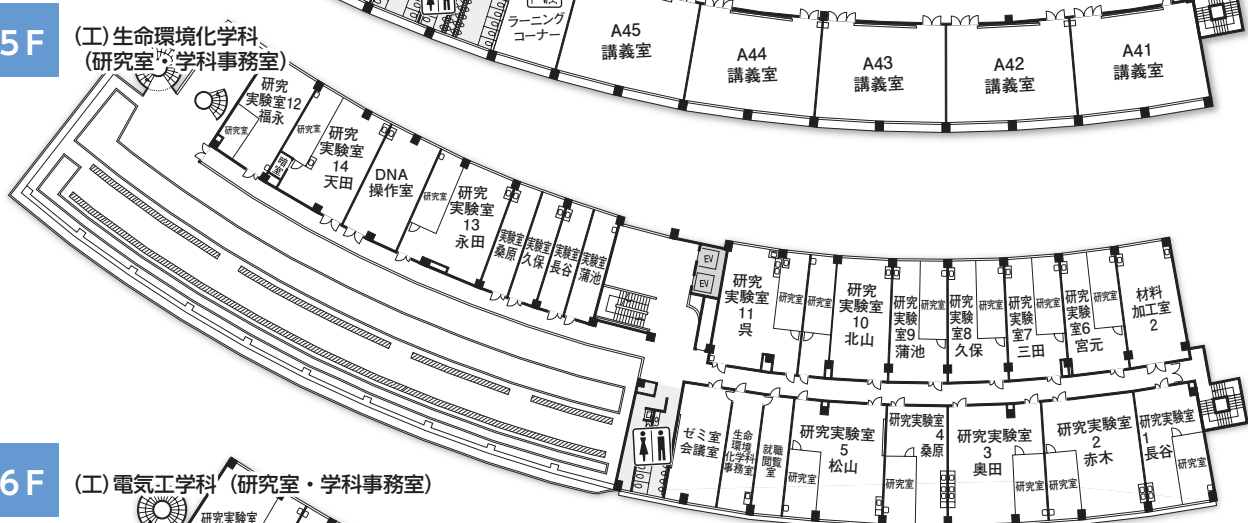 ラーニング
コーナー
A45
講義室
A44
講義室
A43
講義室
A42
講義室
A41
講義室
5F
(工)生命環境化学科
(研究室・学科事務室)
研究
実験室12
福永
研究室
研究室
暗室
研究
実験室
14
天田
DNA
操作室
研究室
研究
実験室
13
永田
実験室
桑原
実験室
久保
実験室
長谷
実験室
蒲池
EV
EV
研究
実験室
11
呉
研究室
研究室
研究
実験室
10
北山
研究
実験
室9
蒲池
研究室
研究
実験
室8
久保
研究室
研究
実験
室7
三田
研究室
研究
実験
室6
宮元
研究室
材料
加工室
2
ゼミ室
会議室
生命
環境
化学科
事務室
就職
閲覧
室
研究実験室
5
松山
研究室
研究実験室
4
桑原
研究室
研究実験室
3
奥田
研究室
研究実験室
2
赤木
研究室
研究実験室
1
長谷
研究室
6F
(工)電気工学科(研究室・学科事務室)
研究実験室